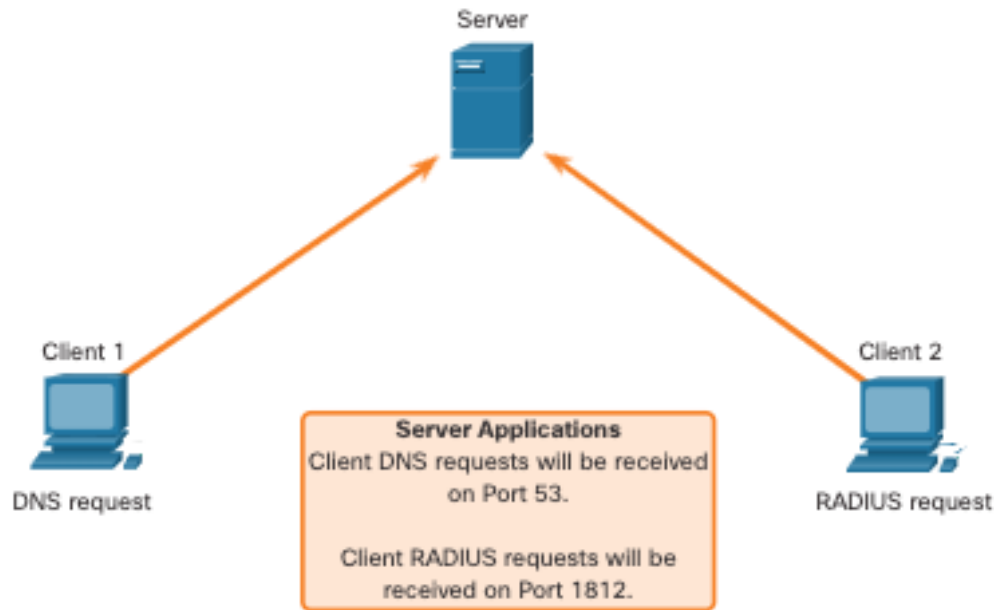 Server
Client 1
Client 2
Server Applications
Client DNS requests will be received
on Port 53.
Client RADIUS requests will be
received on Port 1812.
DNS request
RADIUS request